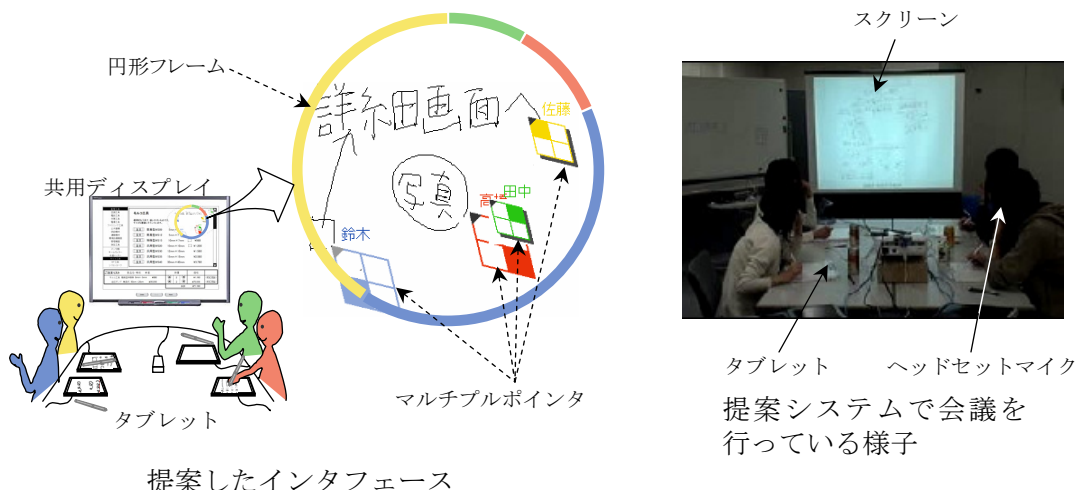 円形フレーム
詳細画面へ
佐藤
写真
高橋
田中
鈴木
共用ディスプレイ
タブレット
マルチプルポインタ
提案したインタフェース
スクリーン
タブレット
ヘッドセットマイク
提案システムで会議を
行っている様子